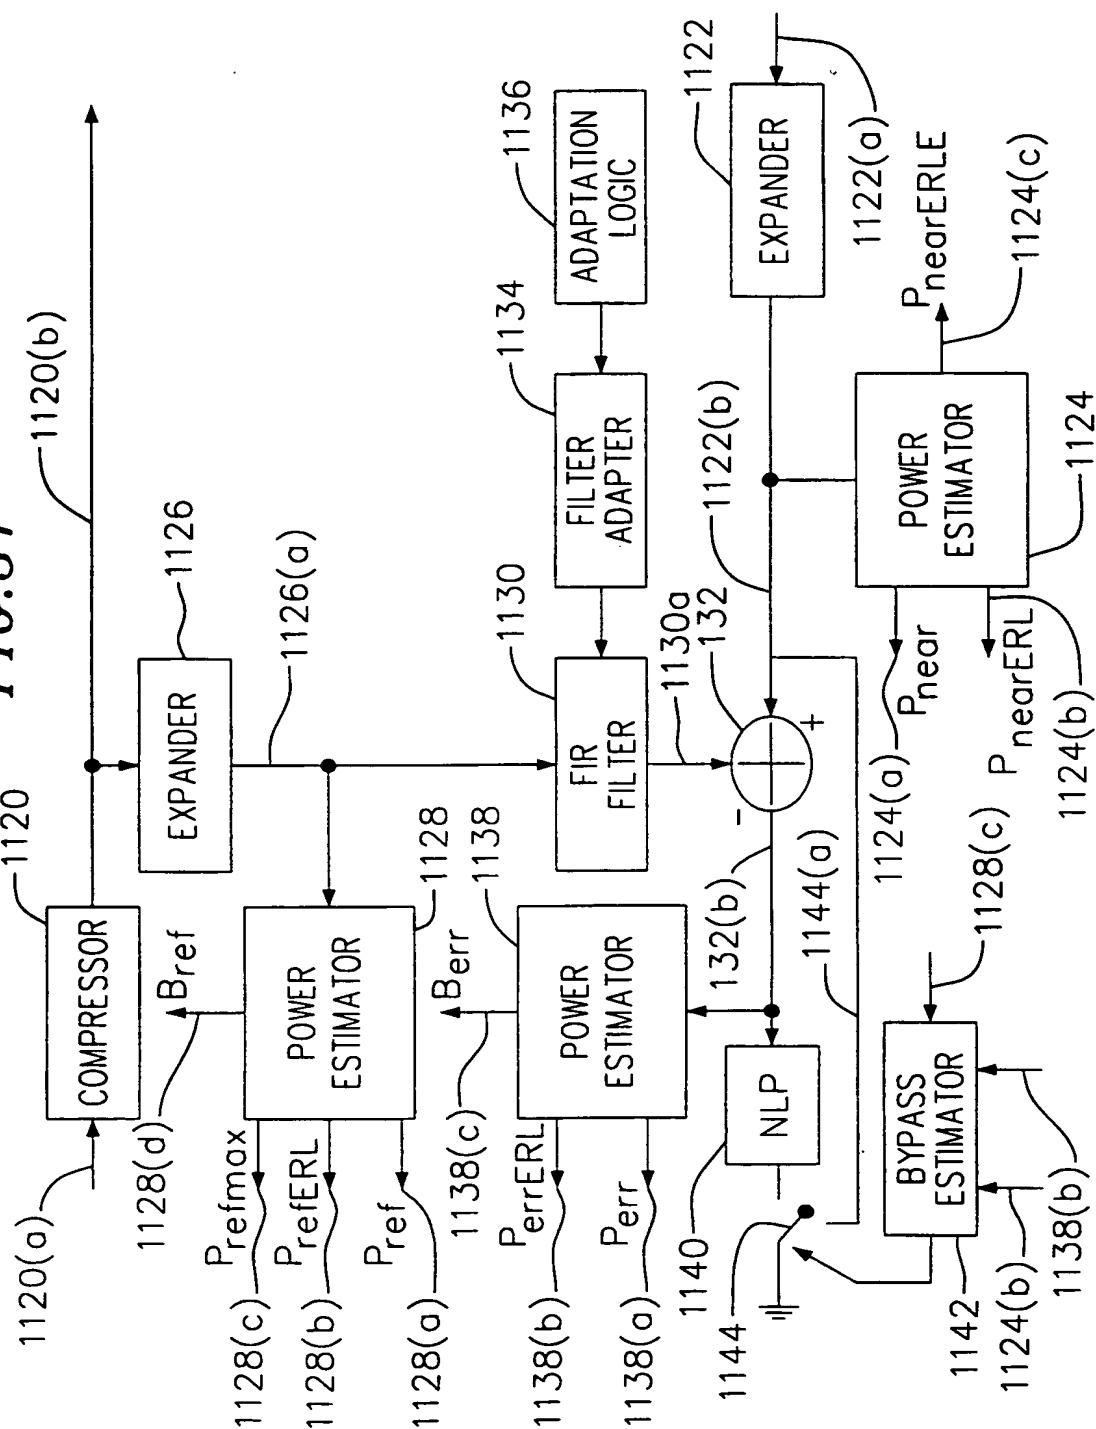 1120(a)
1120
COMPRESSOR
1120(b)
1126
EXPANDER
1126(a)
1128(d)
Bref
1128
POWER
ESTIMATOR
Prefmax
1128(c)
PrefERL
1128(b)
Pref
1128(a)
1138(c)
Berr
1138
POWER
ESTIMATOR
PerrERL
1138(b)
Perr
1138(a)
1130
FIR
FILTER
1134
FILTER
ADAPTER
1136
ADAPTATION
LOGIC
1130a
132
-
+
132(b)
1122(b)
1122
EXPANDER
1122(a)
1140
NLP
1144
1144(a)
1124(a)
Pnear
PnearERL
1124(b)
POWER
ESTIMATOR
1124
PnearERLE
1124(c)
BYPASS
ESTIMATOR
1142
1124(b)
1138(b)
1128(c)